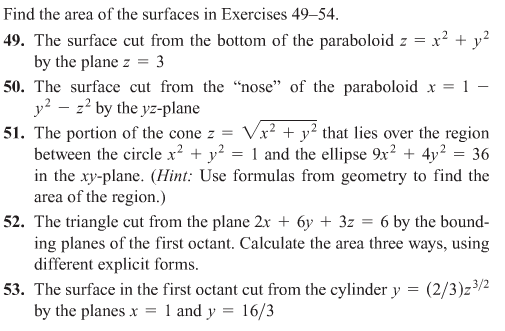 Find the area of the surfaces in Exercises 49–54.
49. The surface cut from the bottom of the paraboloid z = x² + y²
by the plane z = 3
50. The surface cut from the “nose” of the paraboloid x = 1 −
y² − z² by the yz-plane
51. The portion of the cone z = √(x² + y²) that lies over the region
between the circle x² + y² = 1 and the ellipse 9x² + 4y² = 36
in the xy-plane. (Hint: Use formulas from geometry to find the
area of the region.)
52. The triangle cut from the plane 2x + 6y + 3z = 6 by the bound-
ing planes of the first octant. Calculate the area three ways, using
different explicit forms.
53. The surface in the first octant cut from the cylinder y = (2/3)z³ᐟ²
by the planes x = 1 and y = 16/3